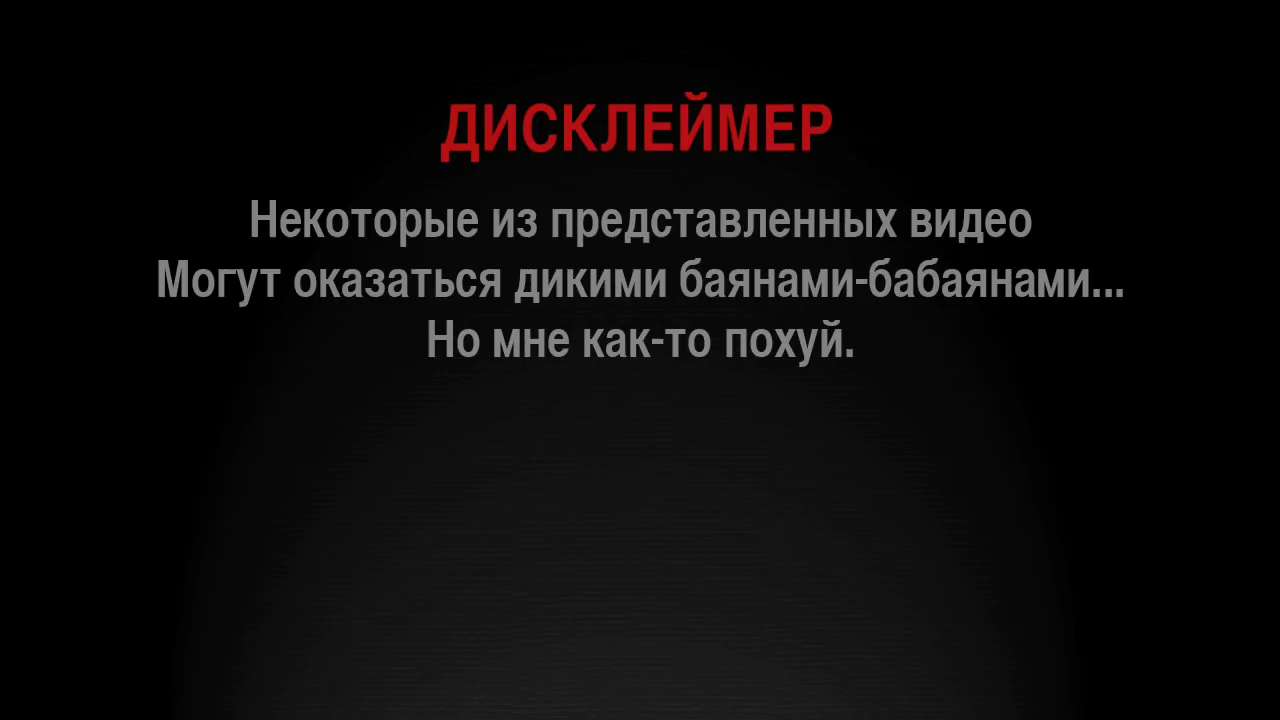 ДИСКЛЕЙМЕР
Некоторые из представленных видео
Могут оказаться дикими баянами-бабаянами...
Но мне как-то похуй.